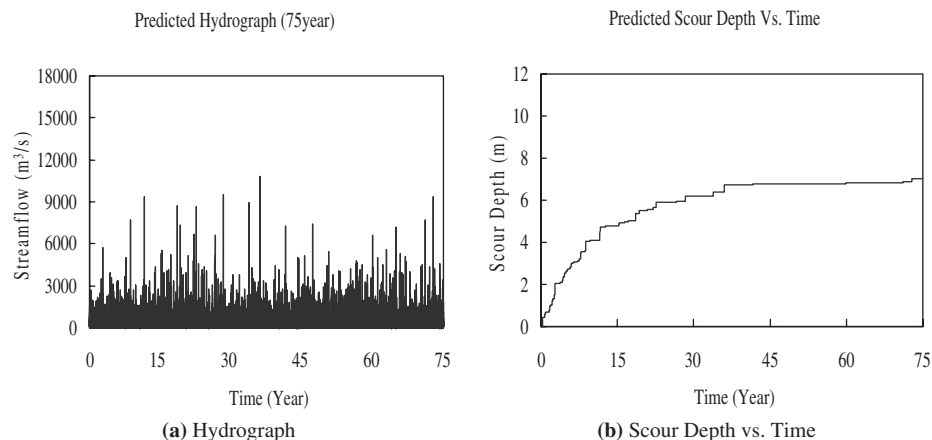 Predicted Hydrograph (75year)
18000
15000
12000
9000
6000
3000
0
Streamflow (m³/s)
0 15 30 45 60 75
Time (Year)
(a) Hydrograph
Predicted Scour Depth Vs. Time
12
10
8
6
4
2
0
Scour Depth (m)
0 15 30 45 60 75
Time (Year)
(b) Scour Depth vs. Time